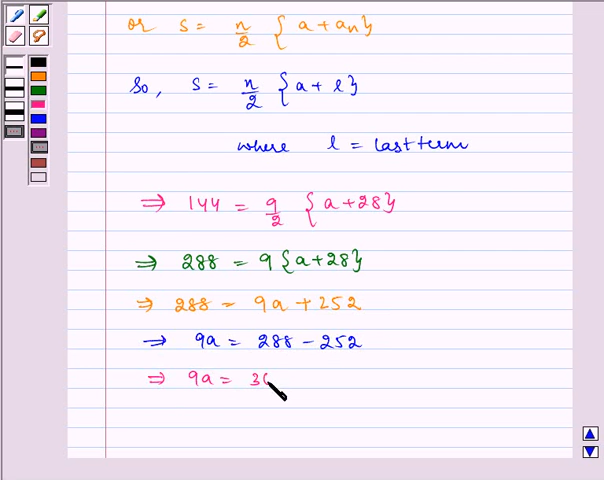 or s = n/2 { a + aₙ }
So, s = n/2 { a + l }
where l = last term
⇒ 144 = 9/2 { a + 28 }
⇒ 288 = 9 { a + 28 }
⇒ 288 = 9a + 252
⇒ 9a = 288 - 252
⇒ 9a = 36